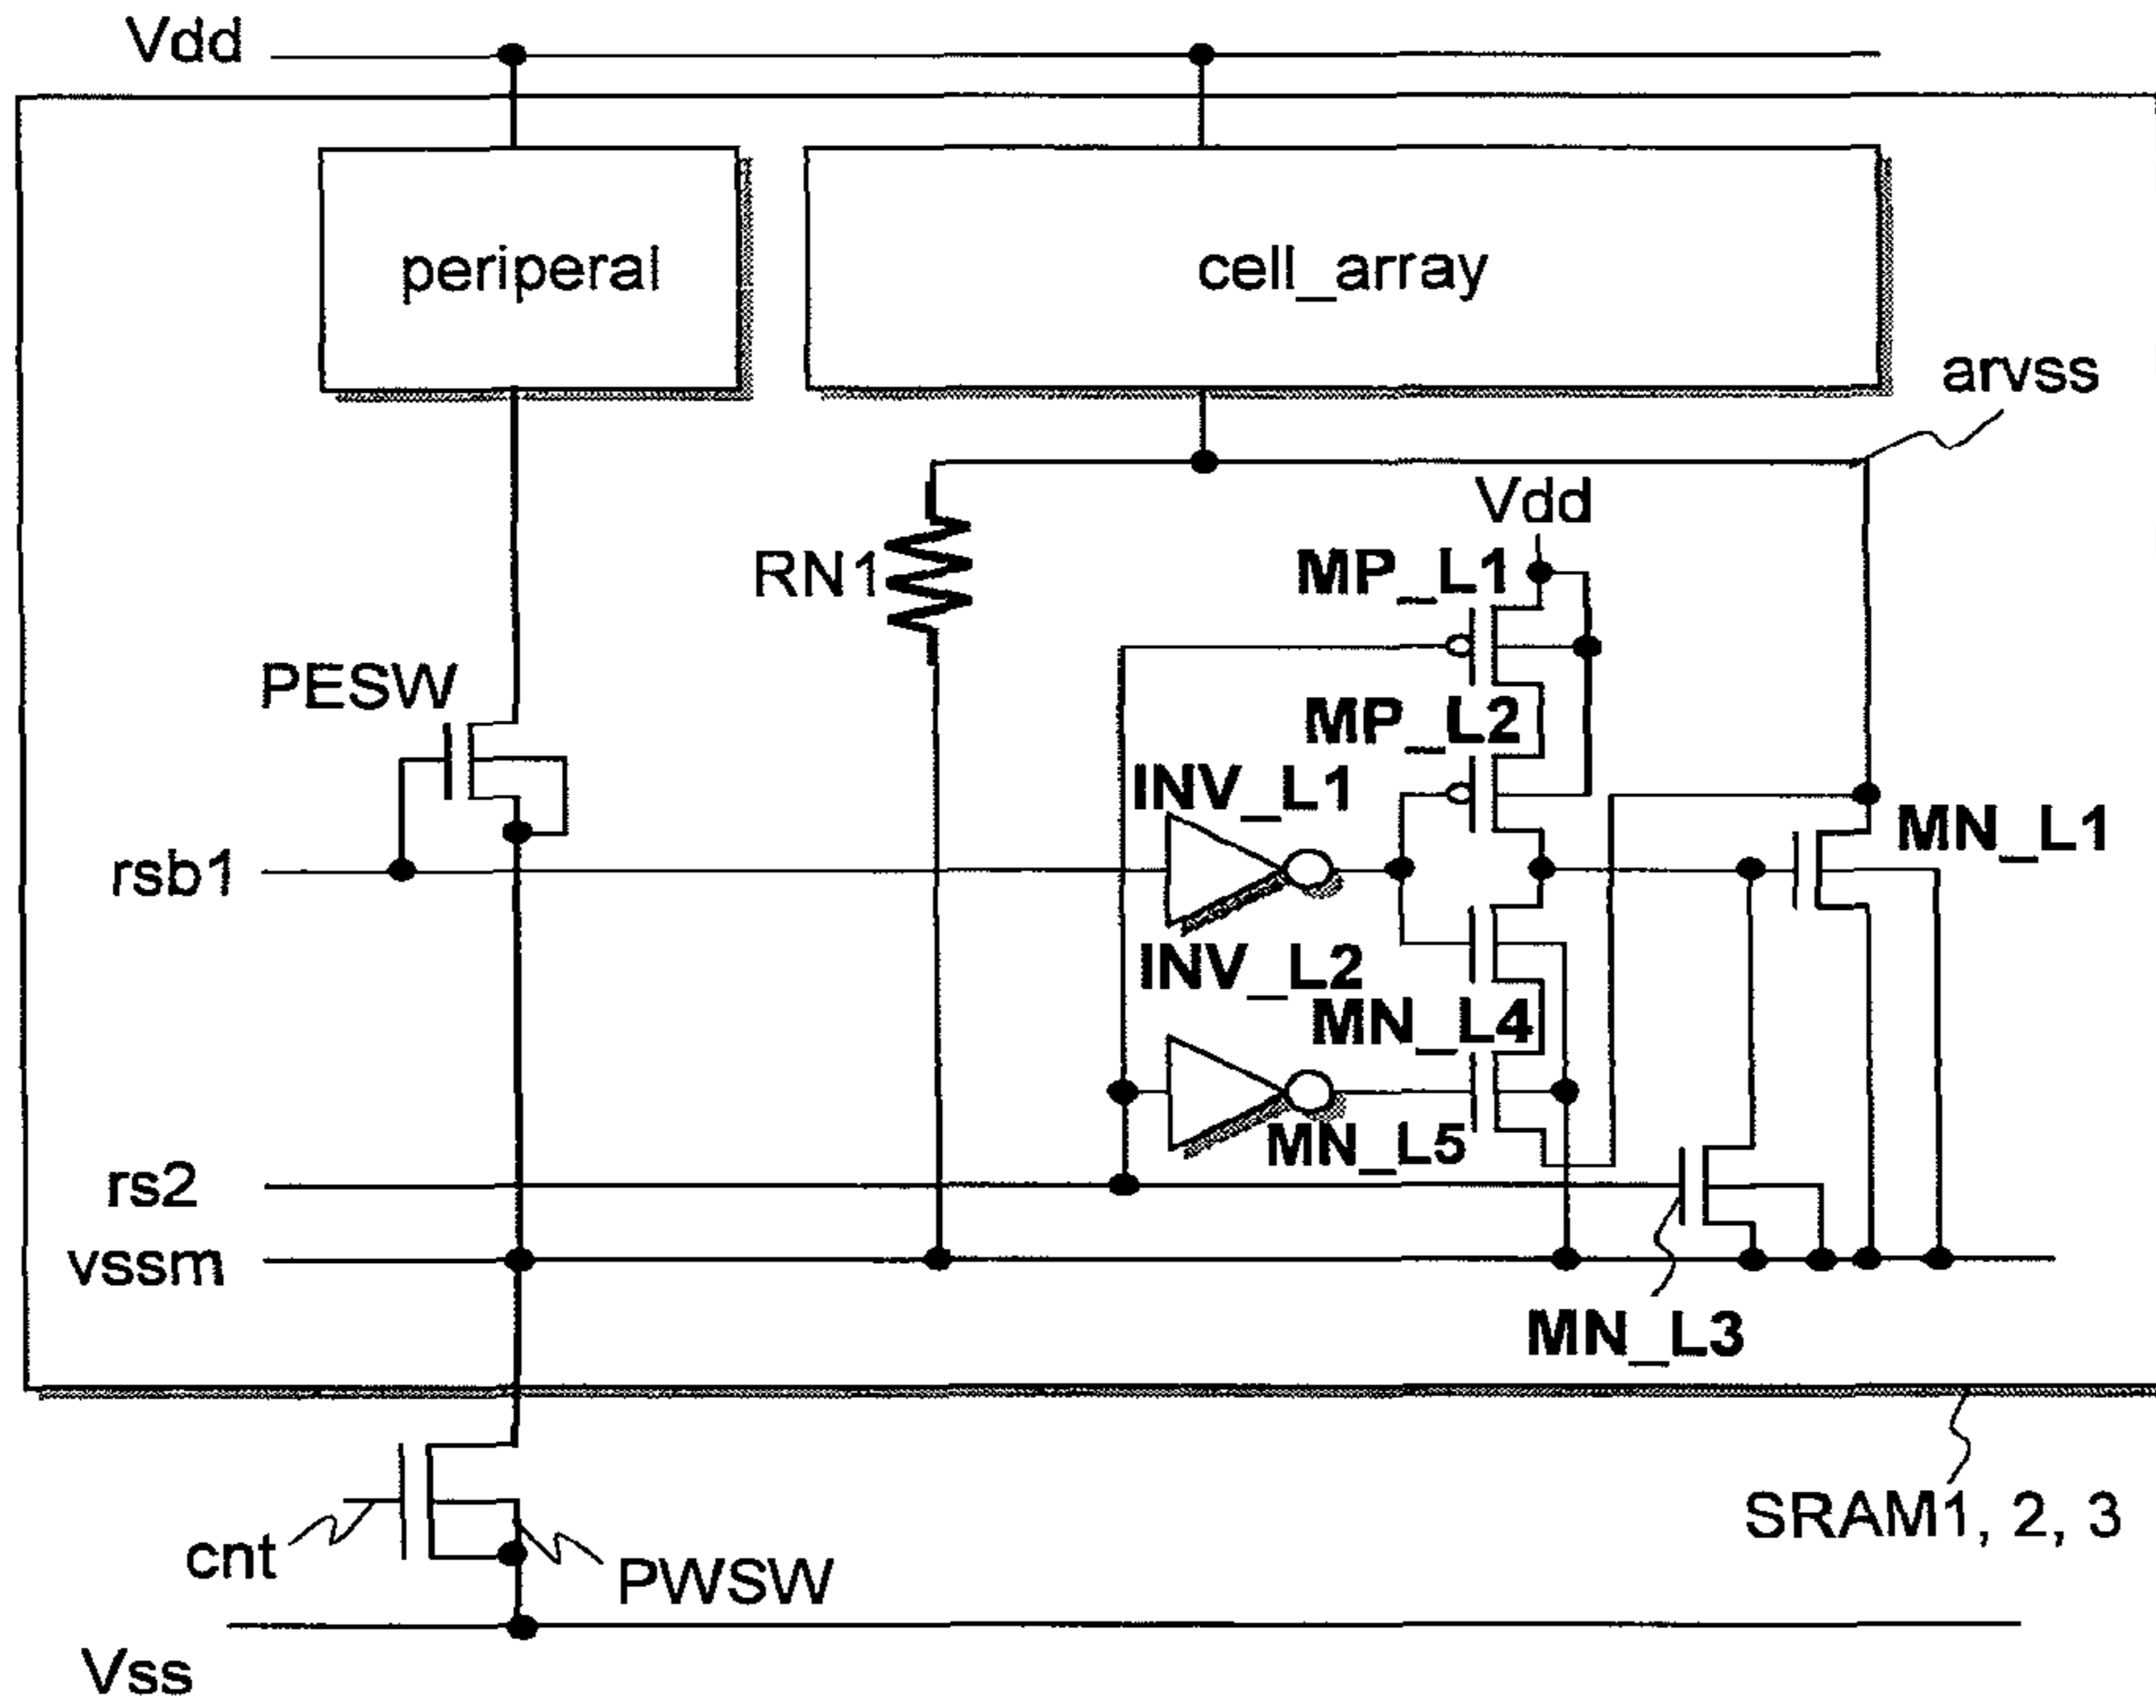 Vdd
periperal
cell_array
arvss
Vdd
RN1
MP_L1
PESW
MP_L2
INV_L1
MN_L1
rsb1
INV_L2
MN_L4
MN_L5
rs2
vssm
MN_L3
SRAM1, 2, 3
cnt
PWSW
Vss